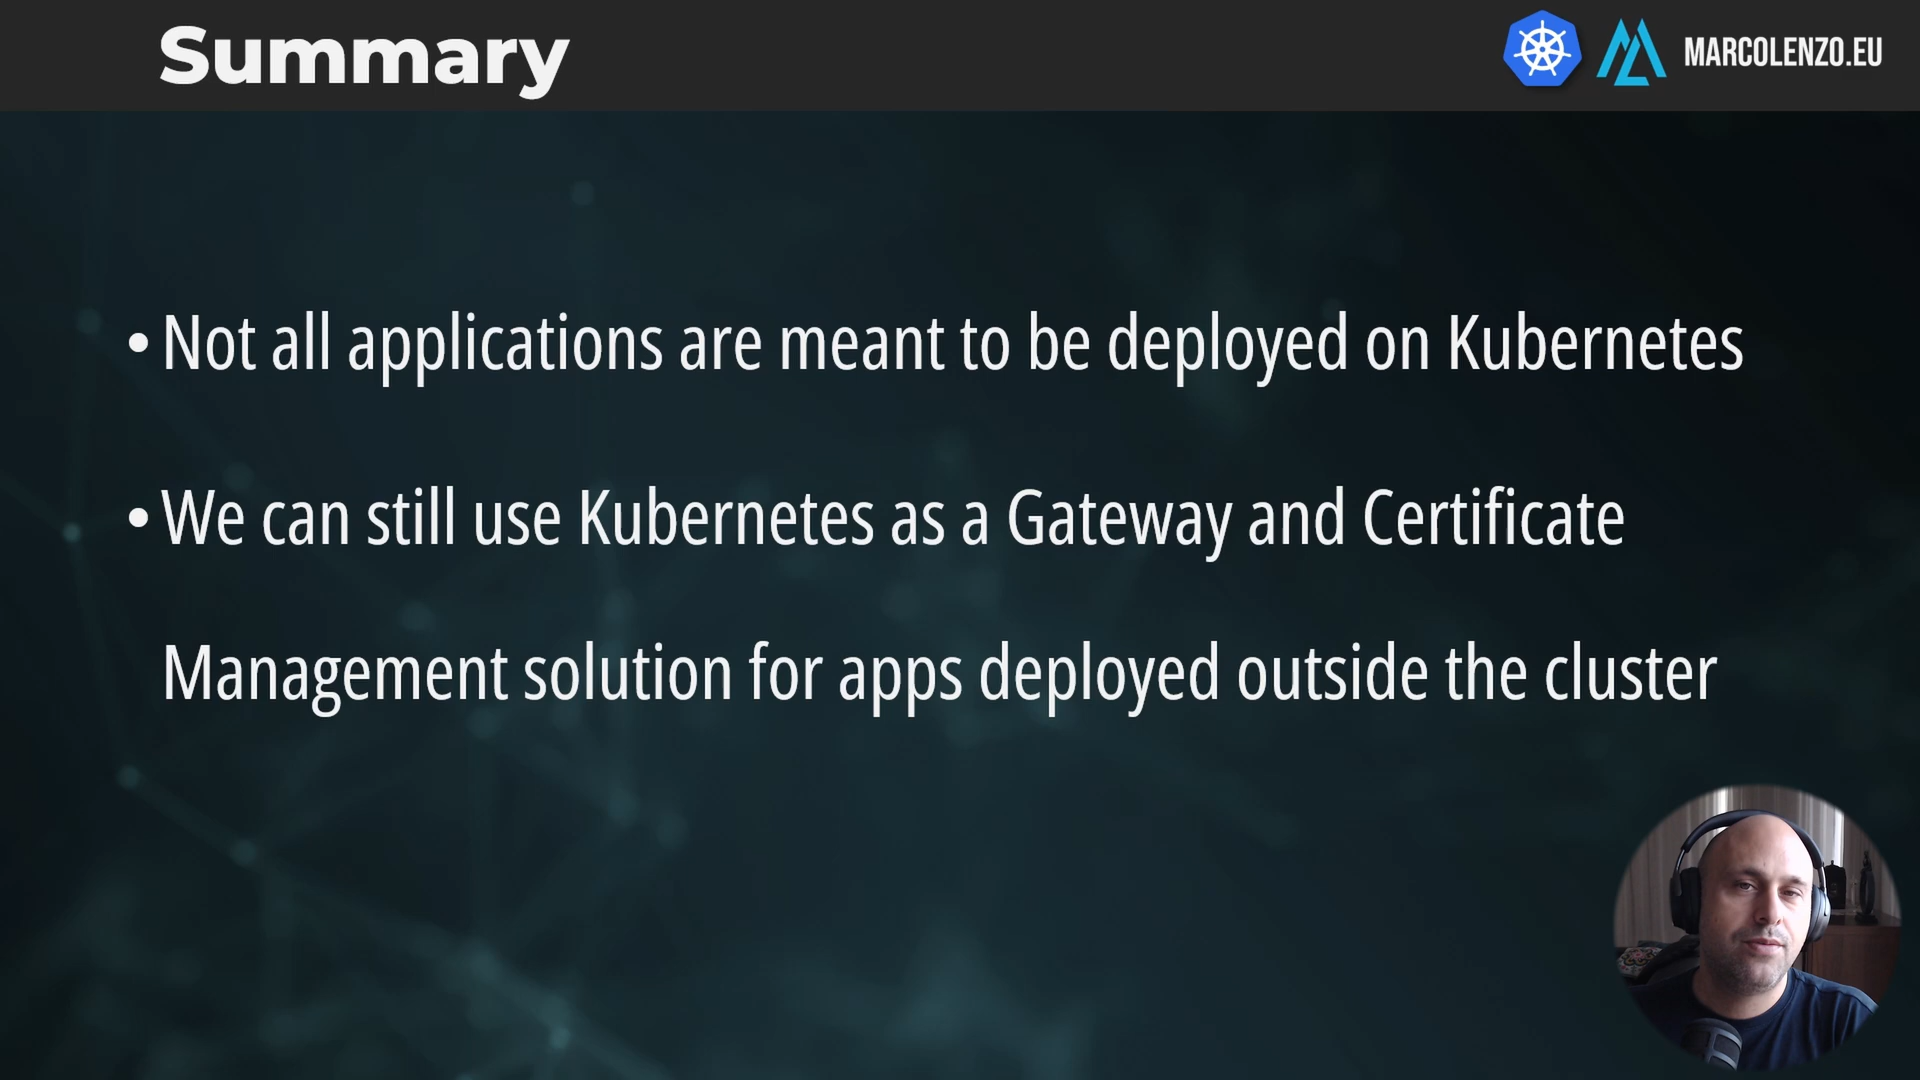 Summary
MARCOLENZO.EU
• Not all applications are meant to be deployed on Kubernetes
• We can still use Kubernetes as a Gateway and Certificate
Management solution for apps deployed outside the cluster